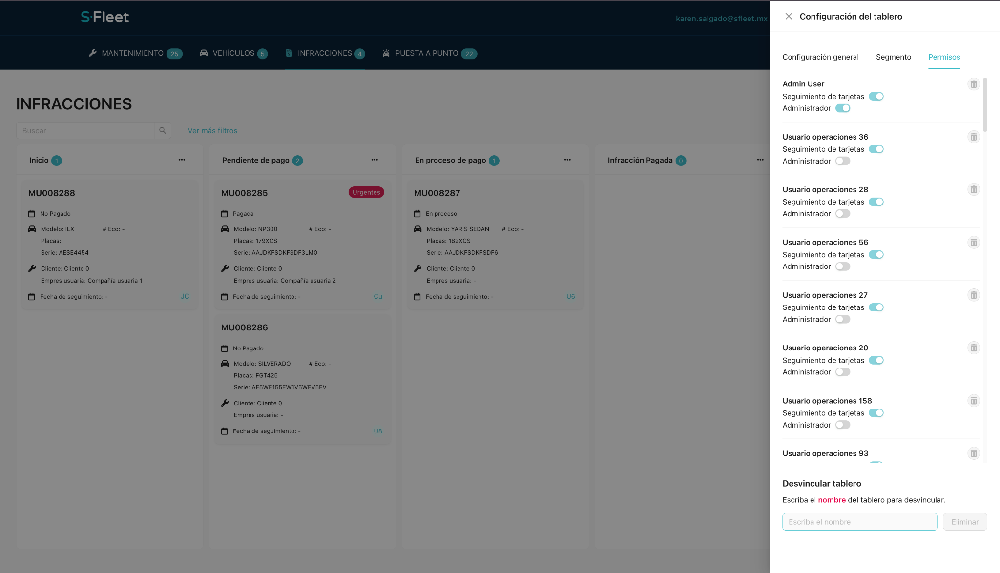 S·Fleet
karen.salgado@sfleet.mx
MANTENIMIENTO 25
VEHÍCULOS 5
INFRACCIONES 4
PUESTA A PUNTO 22
INFRACCIONES
Buscar
Ver más filtros
Inicio 1
MU008288
No Pagado
Modelo: ILX # Eco: -
Placas:
Serie: AESE4454
Cliente: Cliente 0
Empres usuaria: Compañía usuaria 1
Fecha de seguimiento: - JC
Pendiente de pago 2
MU008285 Urgentes
Pagada
Modelo: NP300 # Eco: -
Placas: 179XCS
Serie: AAJDKFSDKFSDF3LM0
Cliente: Cliente 0
Empres usuaria: Compañía usuaria 2
Fecha de seguimiento: - Cu
MU008286
No Pagado
Modelo: SILVERADO # Eco: -
Placas: FGT425
Serie: AE5WE155EW1V5WEV5EV
Cliente: Cliente 0
Empres usuaria: -
Fecha de seguimiento: - U8
En proceso de pago 1
MU008287
En proceso
Modelo: YARIS SEDAN # Eco: -
Placas: 182XCS
Serie: AAJDKFSDKFSDF6
Cliente: Cliente 0
Empres usuaria: -
Fecha de seguimiento: - U6
Infracción Pagada 0
Configuración del tablero
Configuración general Segmento Permisos
Admin User
Seguimiento de tarjetas
Administrador
Usuario operaciones 36
Seguimiento de tarjetas
Administrador
Usuario operaciones 28
Seguimiento de tarjetas
Administrador
Usuario operaciones 56
Seguimiento de tarjetas
Administrador
Usuario operaciones 27
Seguimiento de tarjetas
Administrador
Usuario operaciones 20
Seguimiento de tarjetas
Administrador
Usuario operaciones 158
Seguimiento de tarjetas
Administrador
Usuario operaciones 93
Desvincular tablero
Escriba el nombre del tablero para desvincular.
Escriba el nombre
Eliminar